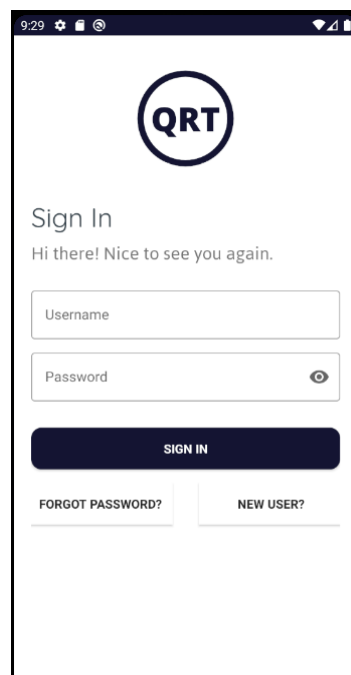 9:29
QRT
Sign In
Hi there! Nice to see you again.
Username
Password
SIGN IN
FORGOT PASSWORD? NEW USER?